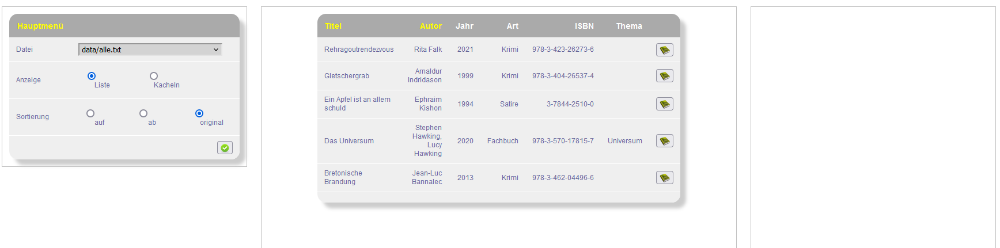 Hauptmenü
Datei data/alle.txt
Anzeige Liste Kacheln
Sortierung auf ab original
Titel Autor Jahr Art ISBN Thema
Rehragoutrendezvous Rita Falk 2021 Krimi 978-3-423-26273-6
Gletschergrab Arnaldur Indridason 1999 Krimi 978-3-404-26537-4
Ein Apfel ist an allem schuld Ephraim Kishon 1994 Satire 3-7844-2510-0
Das Universum Stephen Hawking, Lucy Hawking 2020 Fachbuch 978-3-570-17815-7 Universum
Bretonische Brandung Jean-Luc Bannalec 2013 Krimi 978-3-462-04496-6